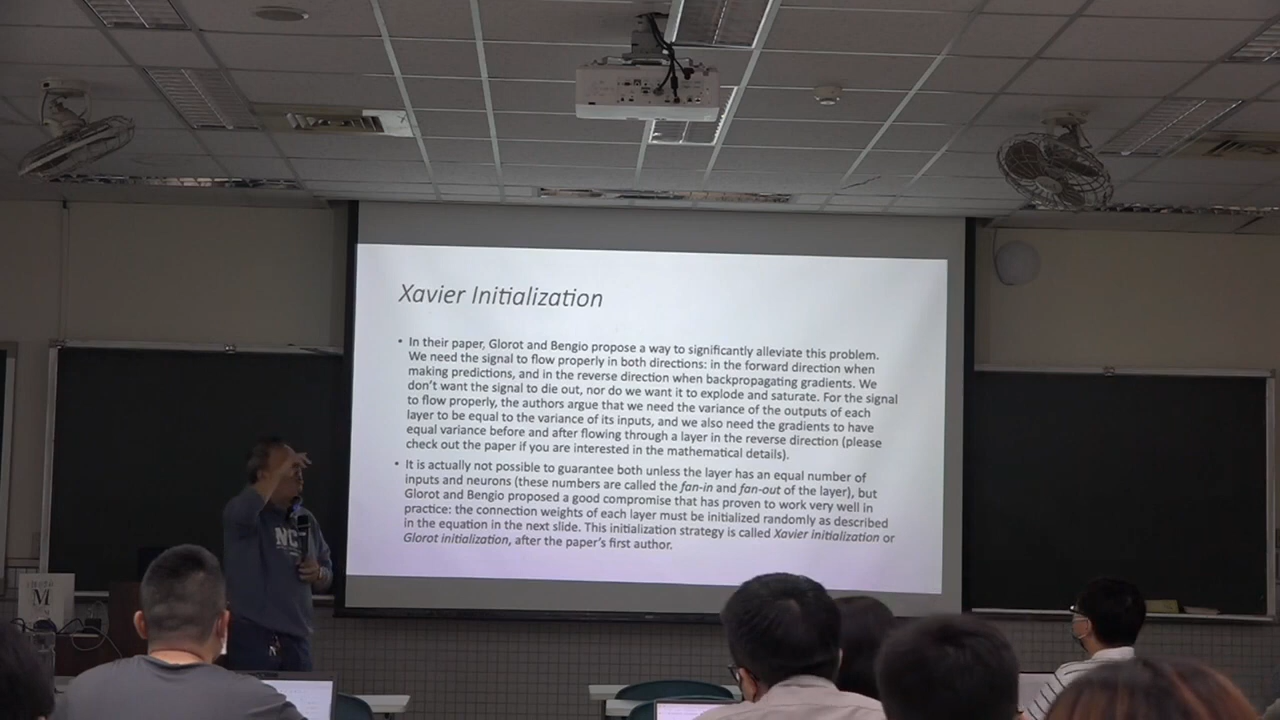 Xavier Initialization
• In their paper, Glorot and Bengio propose a way to significantly alleviate this problem.
We need the signal to flow properly in both directions: in the forward direction when
making predictions, and in the reverse direction when backpropagating gradients. We
don't want the signal to die out, nor do we want it to explode and saturate. For the signal
to flow properly, the authors argue that we need the variance of the outputs of each
layer to be equal to the variance of its inputs, and we also need the gradients to have
equal variance before and after flowing through a layer in the reverse direction (please
check out the paper if you are interested in the mathematical details).
• It is actually not possible to guarantee both unless the layer has an equal number of
inputs and neurons (these numbers are called the fan-in and fan-out of the layer), but
Glorot and Bengio proposed a good compromise that has proven to work very well in
practice: the connection weights of each layer must be initialized randomly as described
in the equation in the next slide. This initialization strategy is called Xavier initialization or
Glorot initialization, after the paper's first author.
NC
M